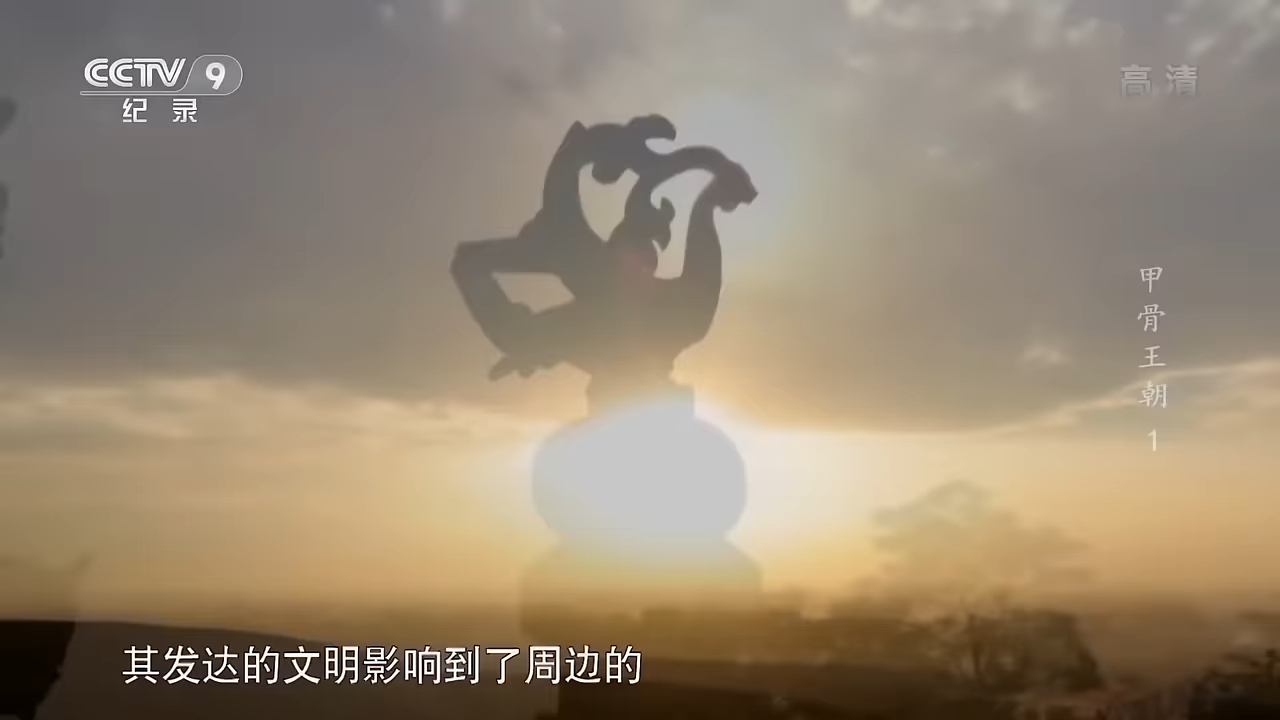 CCTV 9
纪录
高清
甲骨王朝 1
其发达的文明影响到了周边的